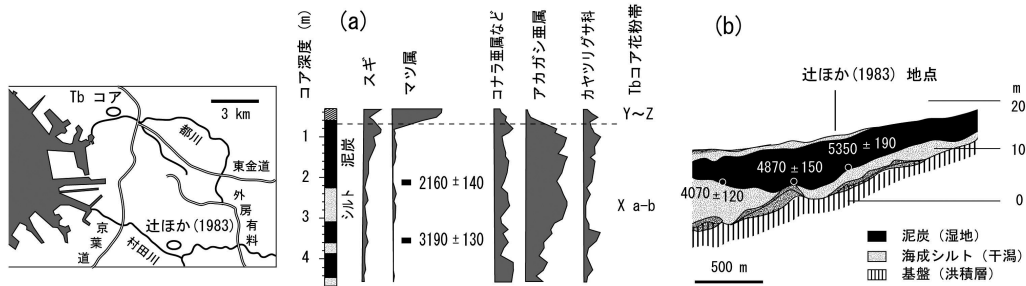 Tb コア
3 km
都川
東金道
外房有料
辻ほか(1983)
京葉道
村田川
コア深度 (m)
(a)
スギ
マツ属
コナラ亜属など
アカガシ亜属
カヤツリグサ科
Tbコア花粉帯
Y〜Z
1
2
3
4
泥炭
シルト
2160±140
3190±130
X a-b
(b)
辻ほか(1983) 地点
m
20
10
0
5350 ±190
4870 ±150
4070±120
500 m
泥炭(湿地)
海成シルト(干潟)
基盤(洪積層)